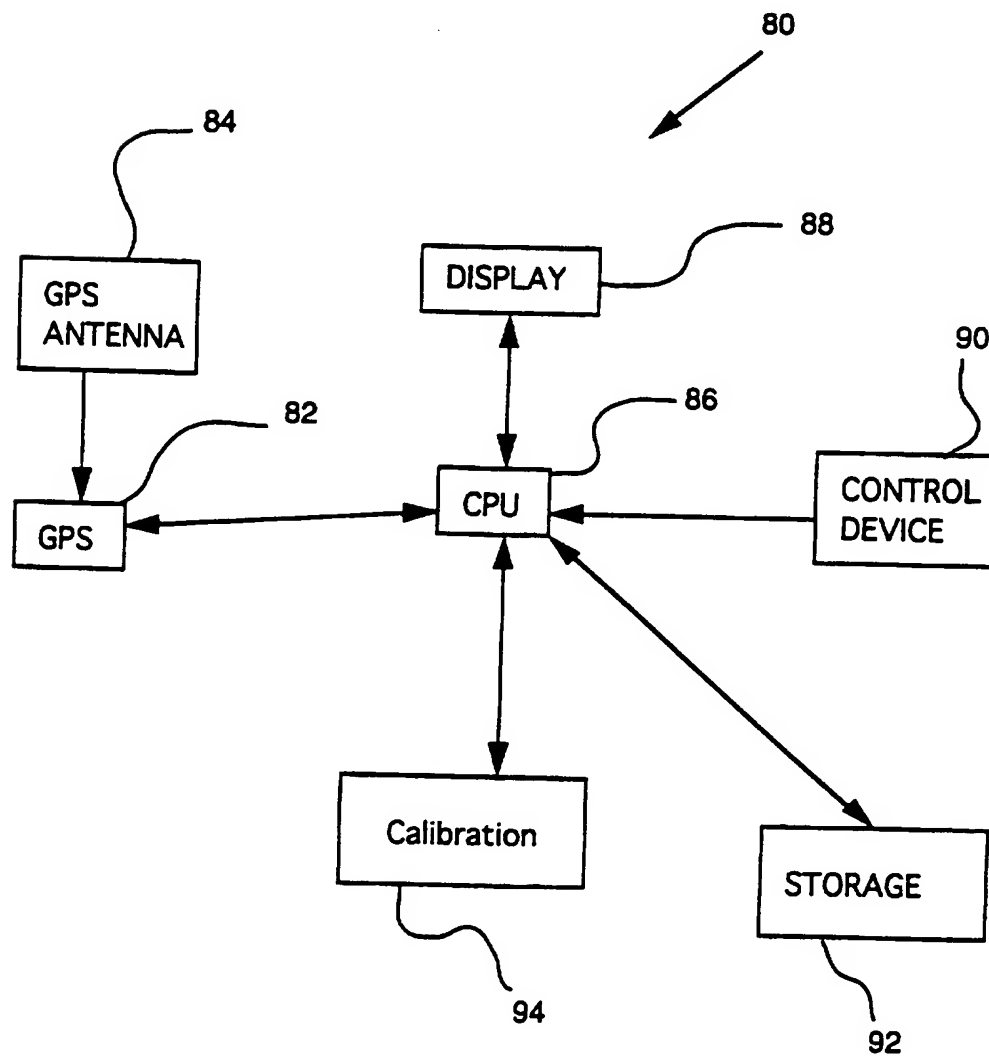 80
84
GPS
ANTENNA
88
DISPLAY
90
82
86
GPS
CPU
CONTROL
DEVICE
Calibration
STORAGE
94
92